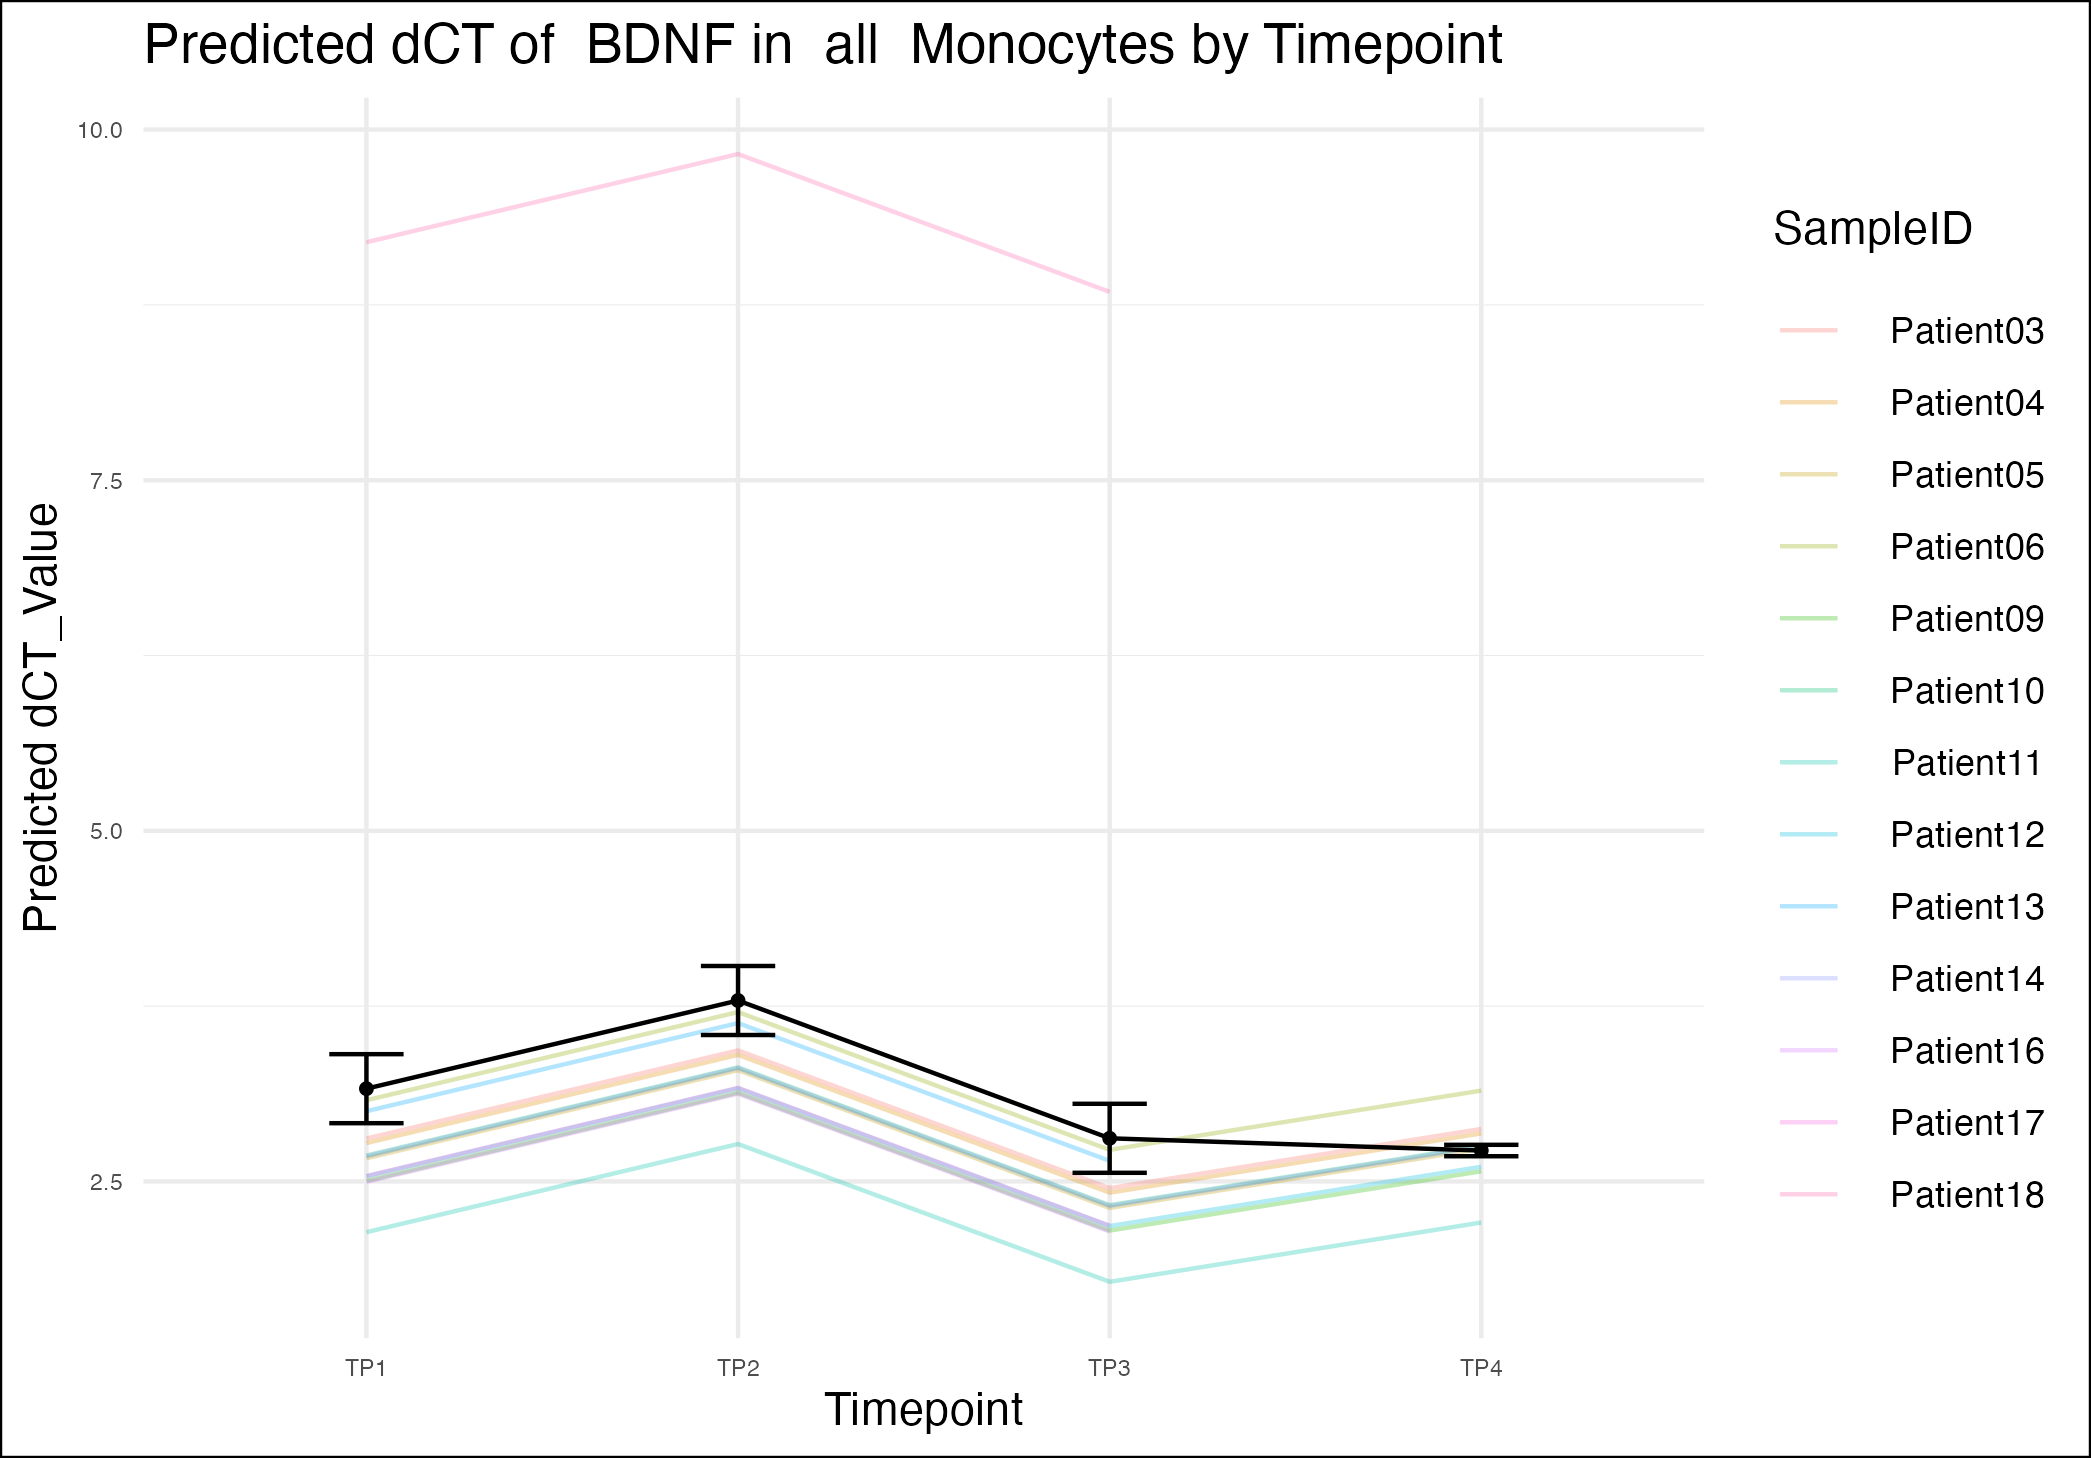 Predicted dCT of  BDNF in  all  Monocytes by Timepoint
Predicted dCT_Value
10.0
7.5
5.0
2.5
TP1
TP2
TP3
TP4
Timepoint
SampleID
Patient03
Patient04
Patient05
Patient06
Patient09
Patient10
Patient11
Patient12
Patient13
Patient14
Patient16
Patient17
Patient18